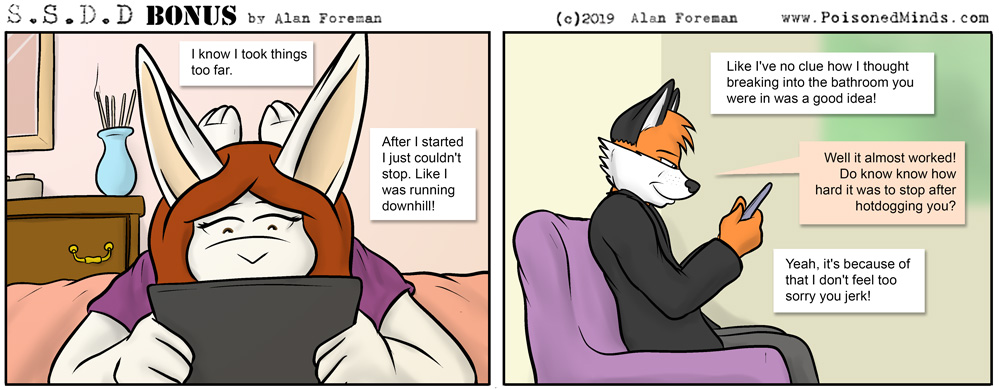 S.S.D.D BONUS by Alan Foreman (c)2019 Alan Foreman www.PoisonedMinds.com
I know I took things
too far.
After I started
I just couldn't
stop. Like I
was running
downhill!
Like I've no clue how I thought
breaking into the bathroom you
were in was a good idea!
Well it almost worked!
Do know know how
hard it was to stop after
hotdogging you?
Yeah, it's because of
that I don't feel too
sorry you jerk!